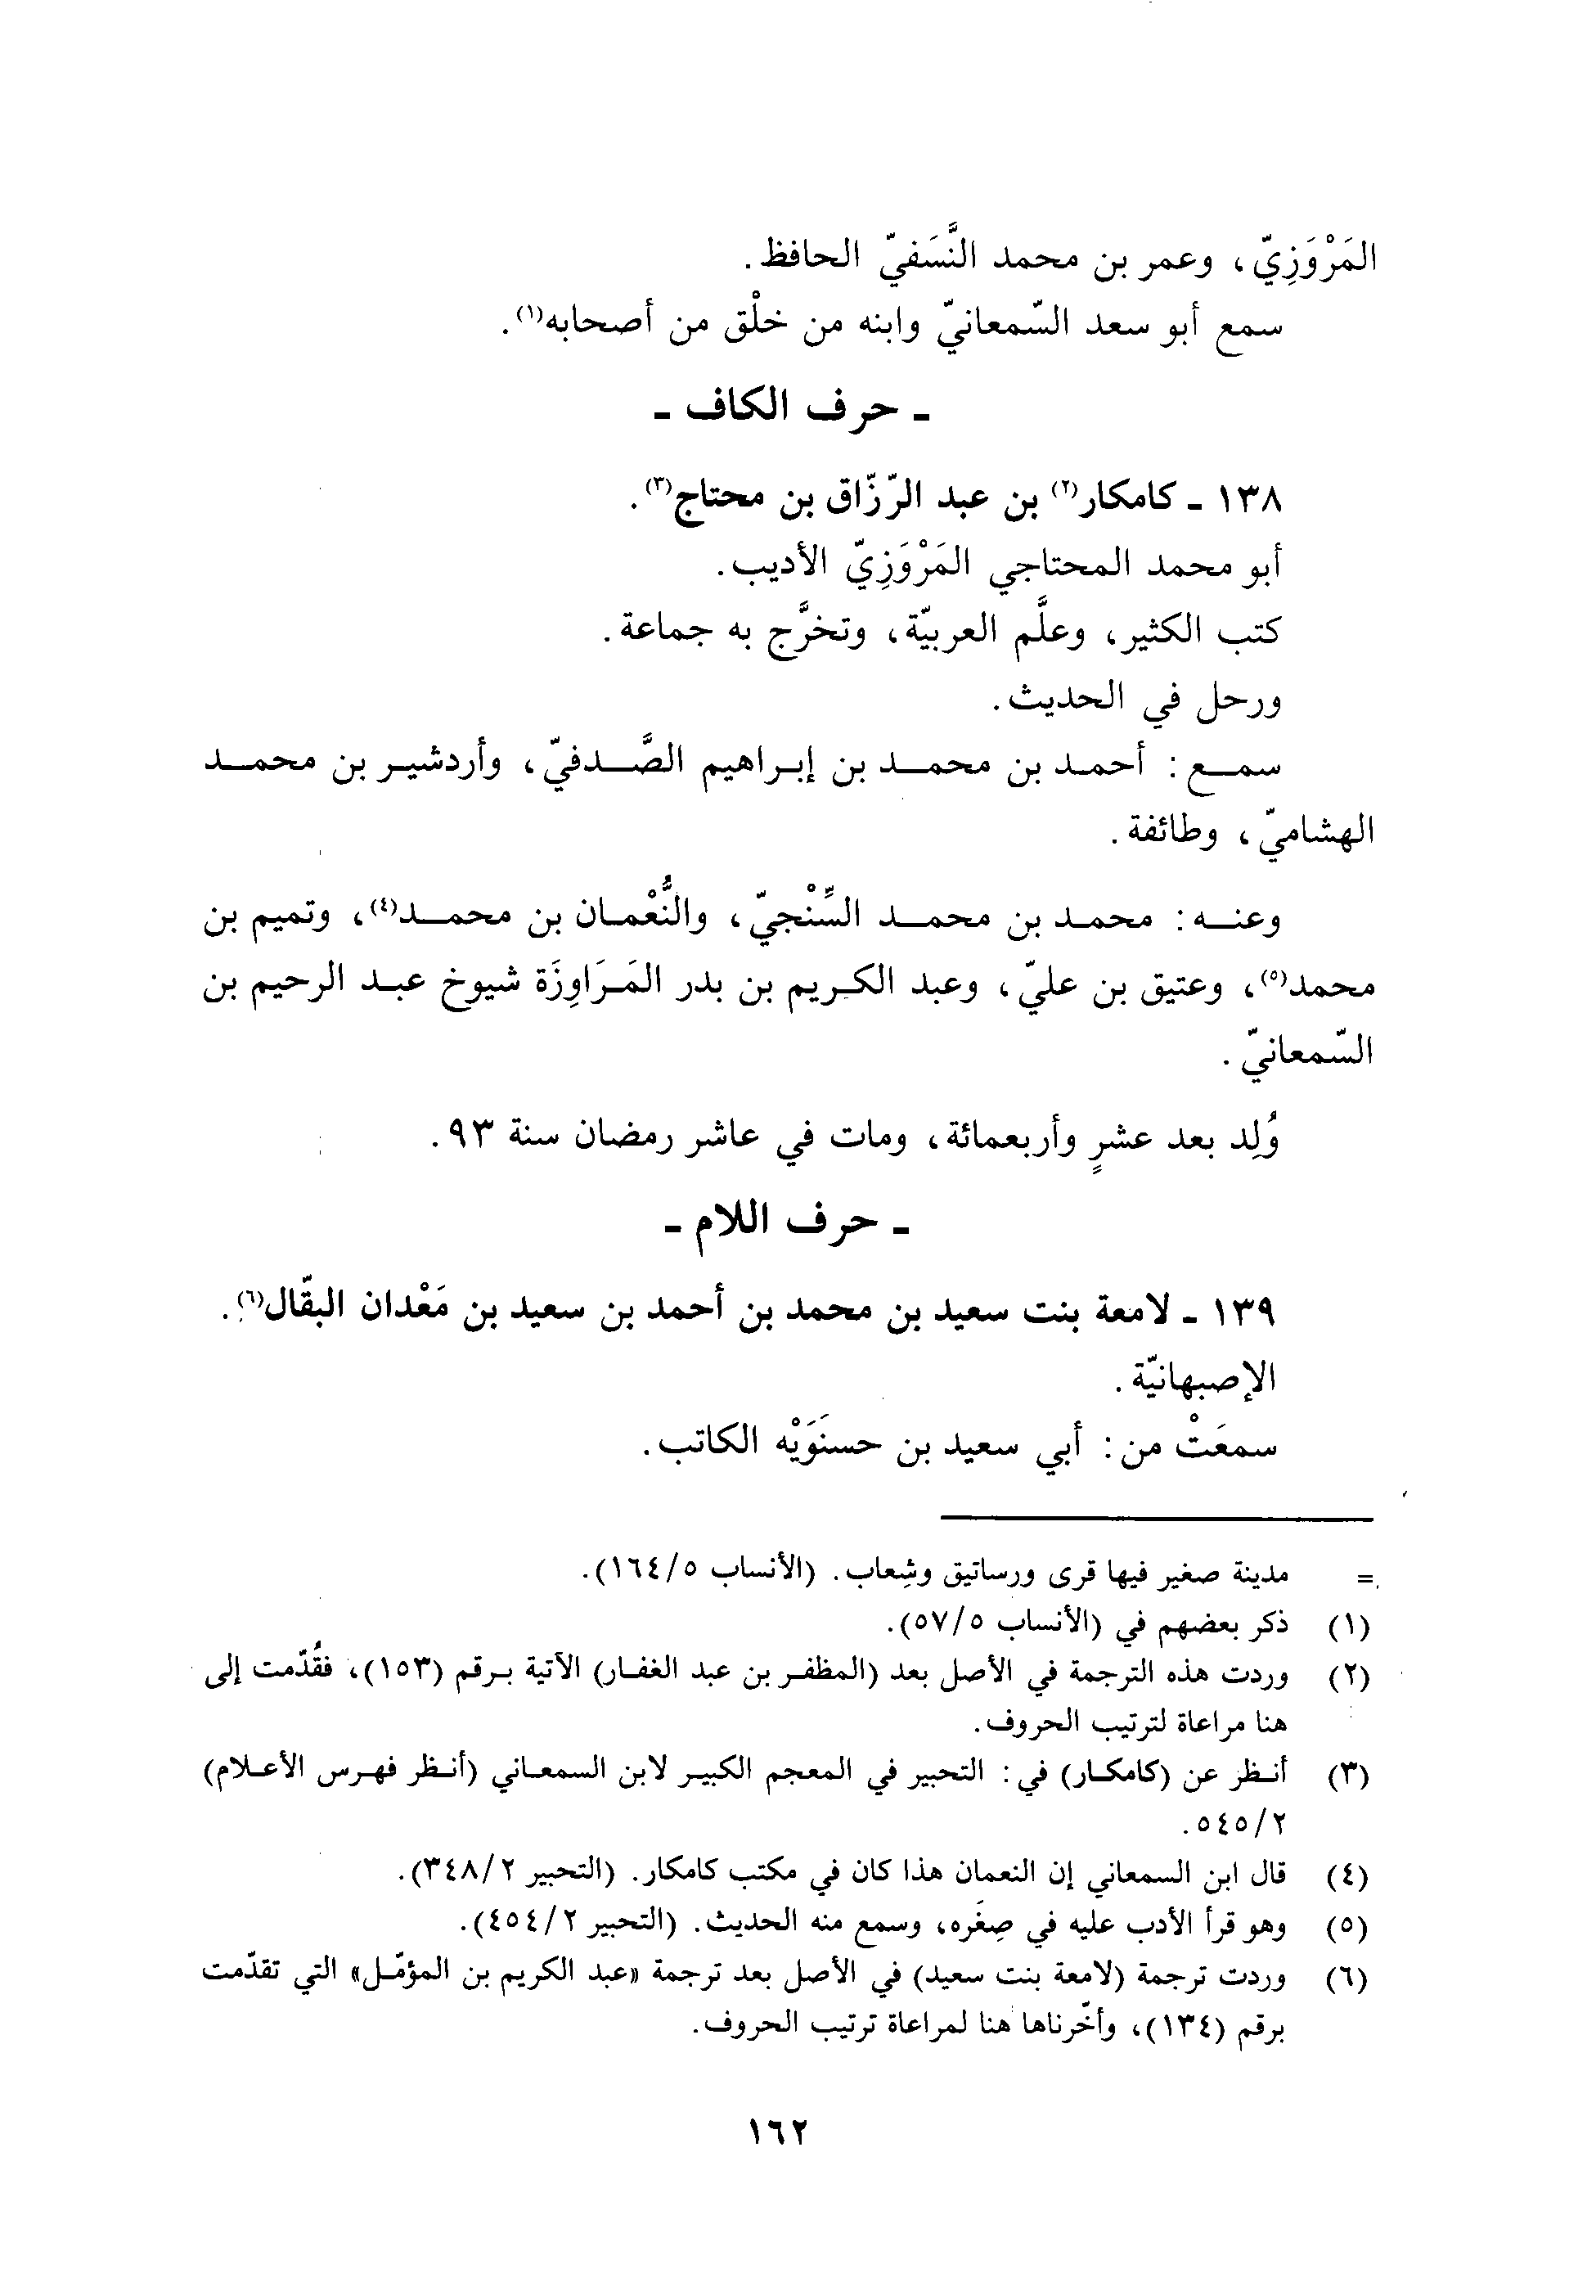 المَرْوَزِيّ، وعمر بن محمد النَّسَفيّ الحافظ.
سمع أبو سعد السّمعانيّ وابنه من خلْق من أصحابه(١).
ـ حرف الكاف ـ
١٣٨ ـ كامكار(٢) بن عبد الرّزّاق بن محتاج(٣).
أبو محمد المحتاجي المَرْوَزِيّ الأديب.
كتب الكثير، وعلَّم العربيّة، وتخرَّج به جماعة.
ورحل في الحديث.
سمع: أحمد بن محمد بن إبراهيم الصَّدفيّ، وأردشير بن محمد
الهشاميّ، وطائفة.
وعنه: محمد بن محمد السِّنْجيّ، والنُّعْمان بن محمد(٤)، وتميم بن
محمد(٥)، وعتيق بن عليّ، وعبد الكريم بن بدر المَرَاوِزَة شيوخ عبد الرحيم بن
السّمعانيّ.
وُلِد بعد عشرٍ وأربعمائة، ومات في عاشر رمضان سنة ٩٣.
ـ حرف اللام ـ
١٣٩ ـ لامعة بنت سعيد بن محمد بن أحمد بن سعيد بن مَعْدان البقّال(٦).
الإصبهانيّة.
سمعَتْ من: أبي سعيد بن حسنَوَيْه الكاتب.
= مدينة صغير فيها قرى ورساتيق وشِعاب. (الأنساب ١٦٤/٥).
(١) ذكر بعضهم في (الأنساب ٥٧/٥).
(٢) وردت هذه الترجمة في الأصل بعد (المظفر بن عبد الغفار) الآتية برقم (١٥٣)، فقُدّمت إلى
هنا مراعاة لترتيب الحروف.
(٣) أنظر عن (كامكار) في: التحبير في المعجم الكبير لابن السمعاني (أنظر فهرس الأعلام)
٥٤٥/٢.
(٤) قال ابن السمعاني إن النعمان هذا كان في مكتب كامكار. (التحبير ٣٤٨/٢).
(٥) وهو قرأ الأدب عليه في صِغَره، وسمع منه الحديث. (التحبير ٤٥٤/٢).
(٦) وردت ترجمة (لامعة بنت سعيد) في الأصل بعد ترجمة «عبد الكريم بن المؤمّل» التي تقدّمت
برقم (١٣٤)، وأخّرناها هنا لمراعاة ترتيب الحروف.
١٦٢